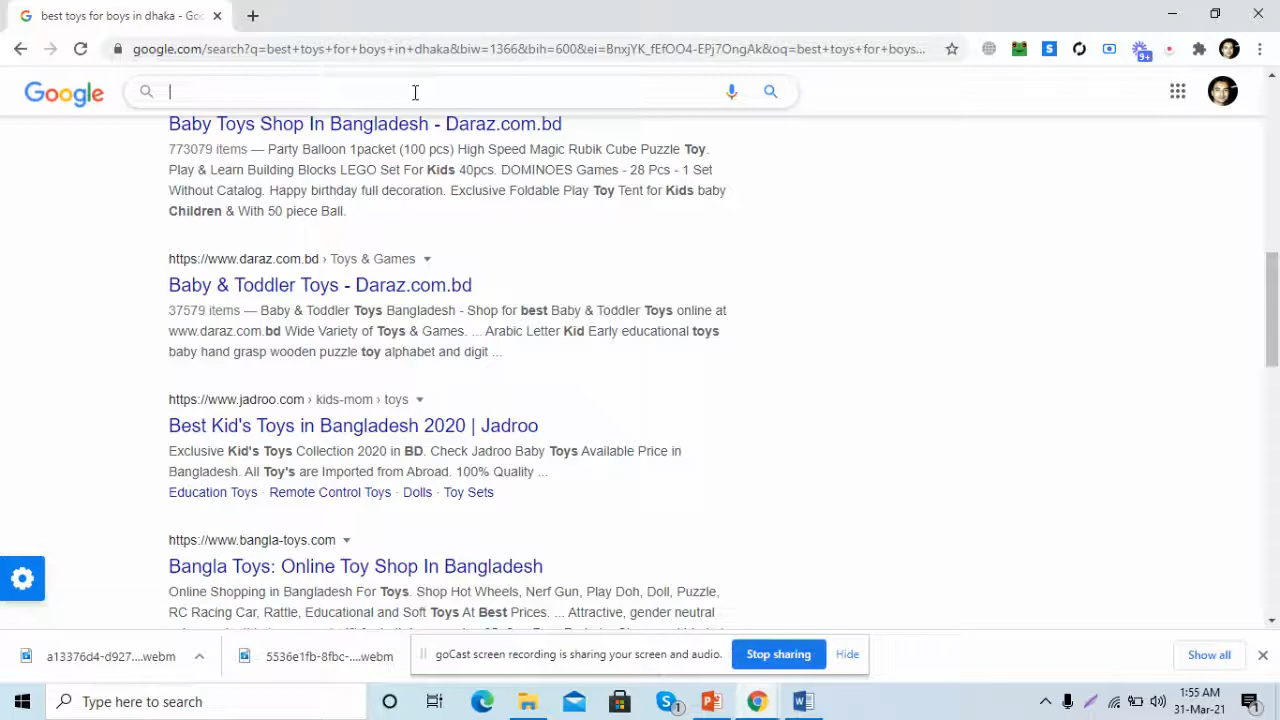 best toys for boys in dhaka - Goo
google.com/search?q=best+toys+for+boys+in+dhaka&biw=1366&bih=600&ei=BnxjYK_fEfOO4-EPj7OngAk&oq=best+toys+for+boys...
9+
Google
Baby Toys Shop In Bangladesh - Daraz.com.bd
773079 items — Party Balloon 1packet (100 pcs) High Speed Magic Rubik Cube Puzzle Toy.
Play & Learn Building Blocks LEGO Set For Kids 40pcs. DOMINOES Games - 28 Pcs - 1 Set
Without Catalog. Happy birthday full decoration. Exclusive Foldable Play Toy Tent for Kids baby
Children & With 50 piece Ball.
https://www.daraz.com.bd › Toys & Games
Baby & Toddler Toys - Daraz.com.bd
37579 items — Baby & Toddler Toys Bangladesh - Shop for best Baby & Toddler Toys online at
www.daraz.com.bd Wide Variety of Toys & Games. ... Arabic Letter Kid Early educational toys
baby hand grasp wooden puzzle toy alphabet and digit ...
https://www.jadroo.com › kids-mom › toys
Best Kid's Toys in Bangladesh 2020 | Jadroo
Exclusive Kid's Toys Collection 2020 in BD. Check Jadroo Baby Toys Available Price in
Bangladesh. All Toy's are Imported from Abroad. 100% Quality ...
Education Toys · Remote Control Toys · Dolls · Toy Sets
https://www.bangla-toys.com
Bangla Toys: Online Toy Shop In Bangladesh
Online Shopping in Bangladesh For Toys. Shop Hot Wheels, Nerf Gun, Play Doh, Doll, Puzzle,
RC Racing Car, Rattle, Educational and Soft Toys At Best Prices. ... Attractive, gender neutral
a13376d4-d927....webm
5536e1fb-8fbc-....webm
goCast screen recording is sharing your screen and audio.
Stop sharing
Hide
Show all
Type here to search
1:55 AM
31-Mar-21